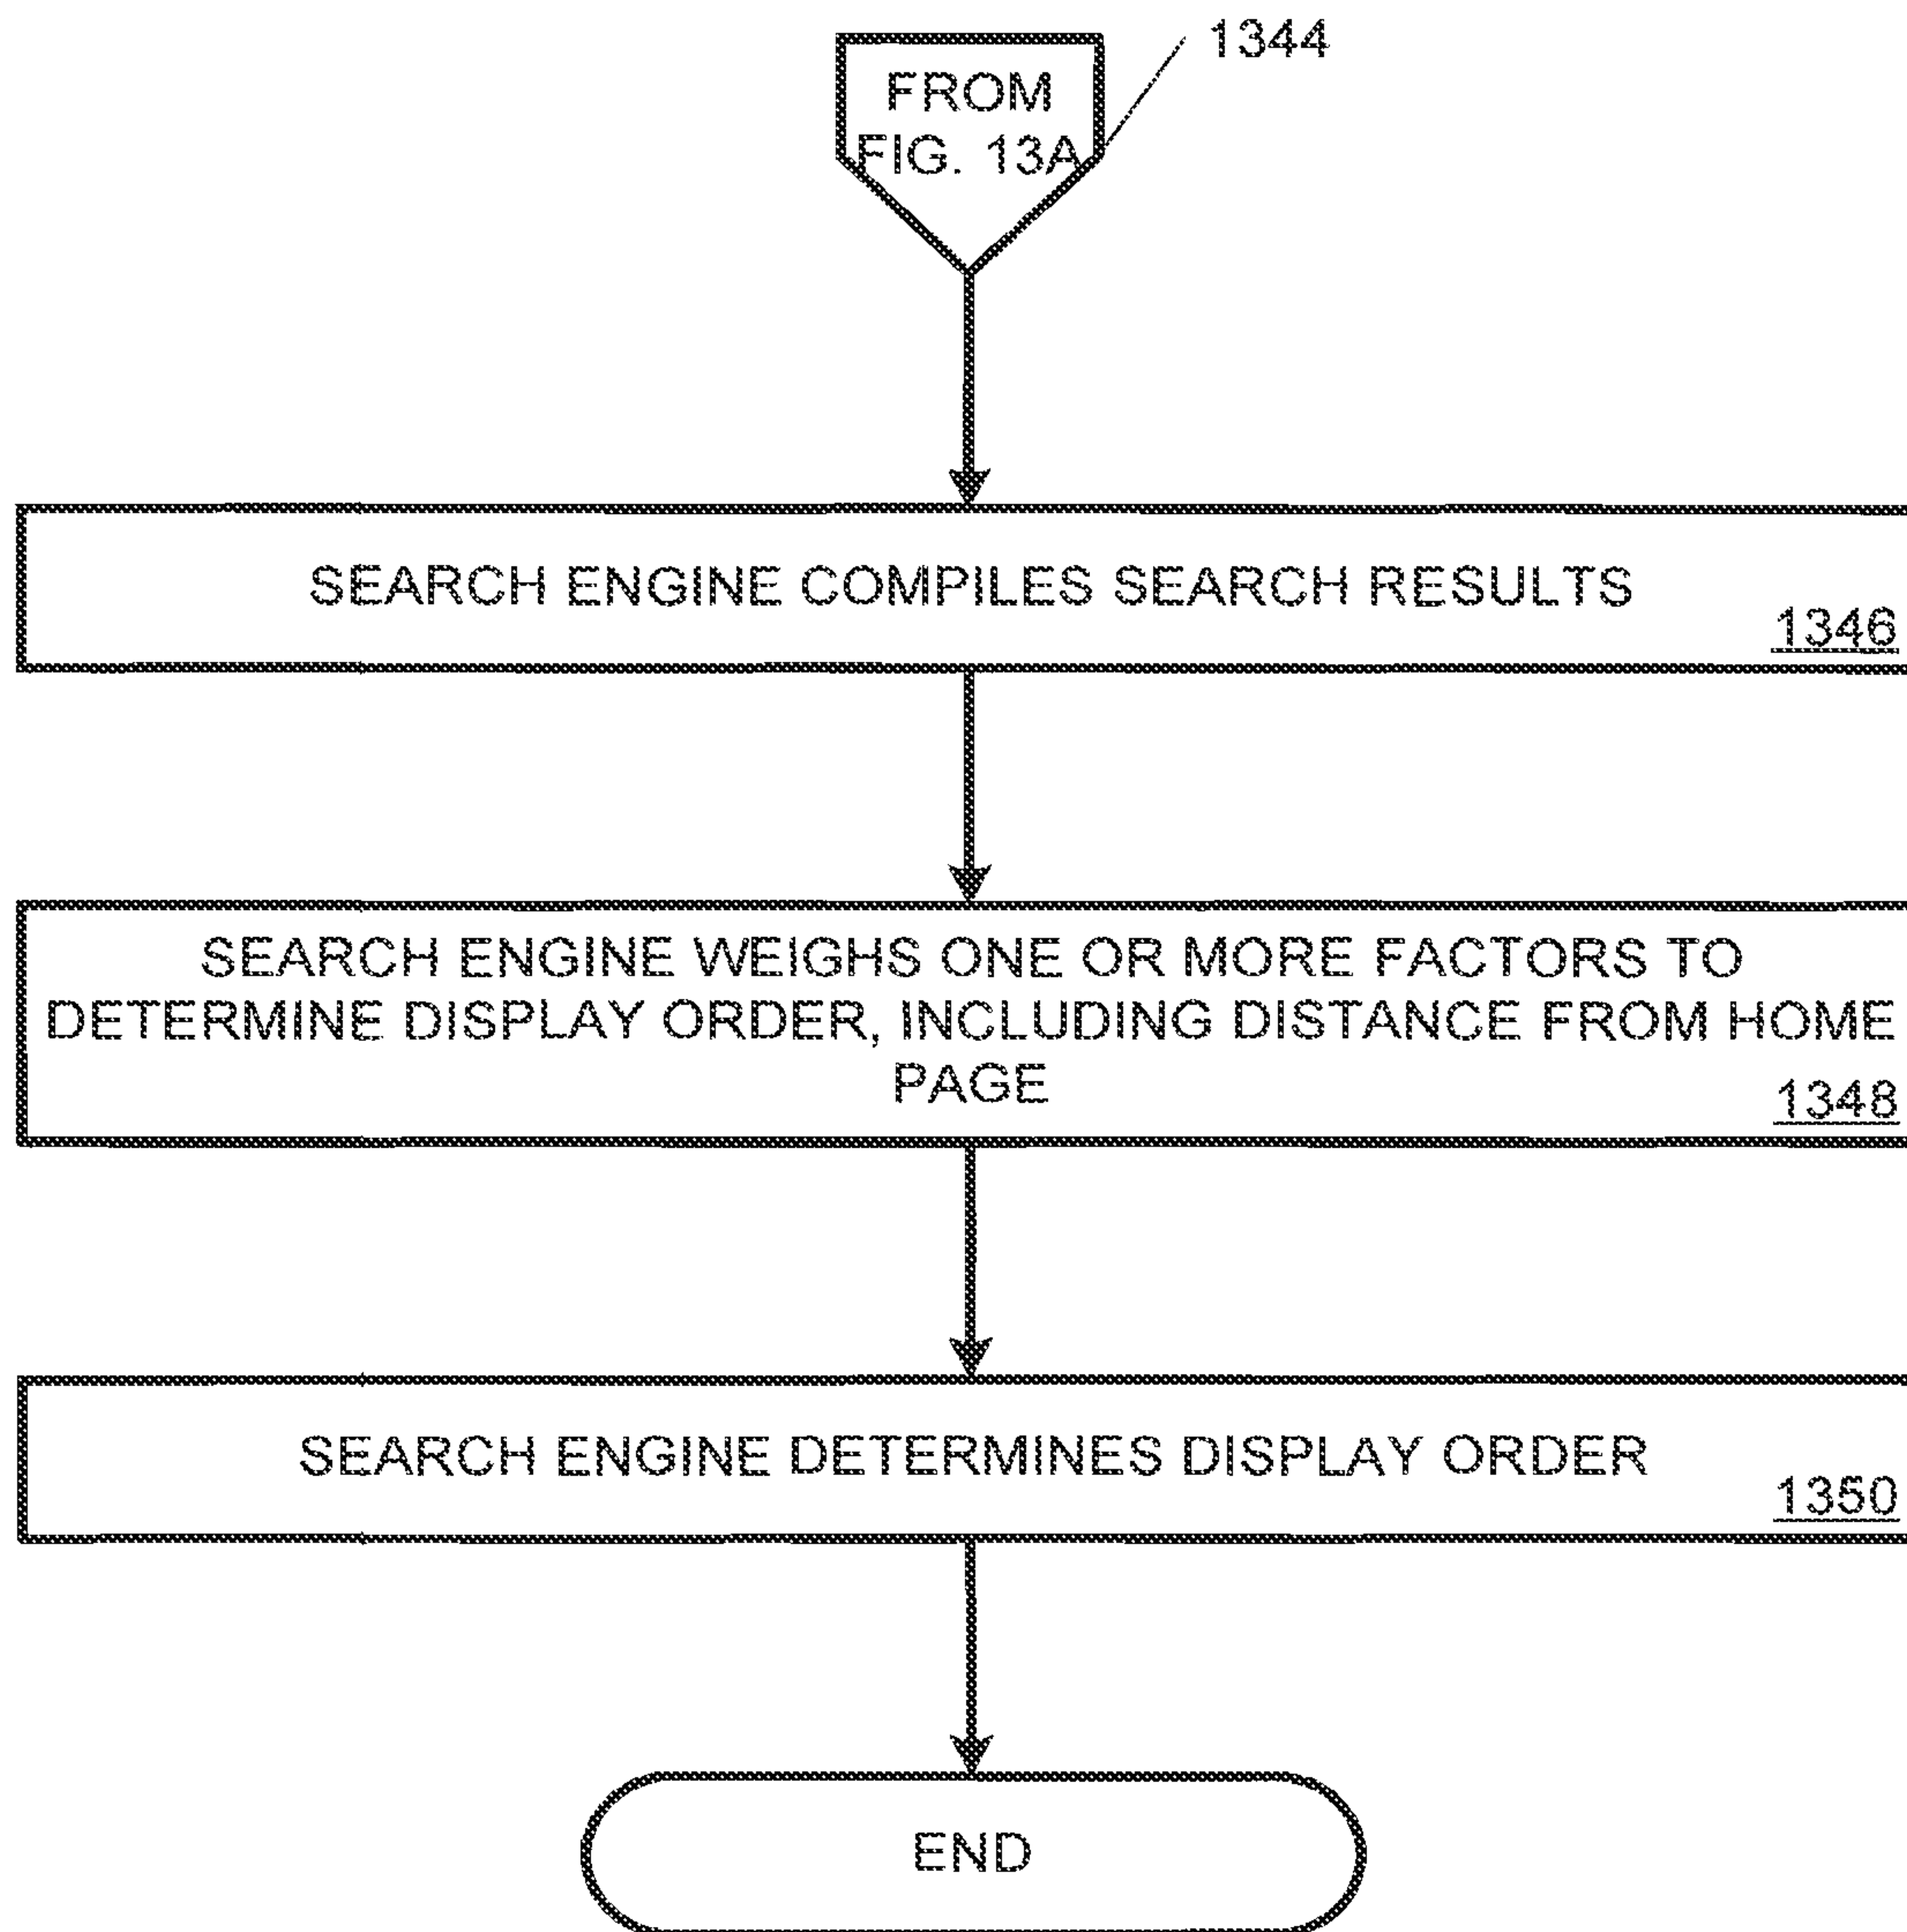 1344
FROM
FIG. 13A
SEARCH ENGINE COMPILES SEARCH RESULTS
1346
SEARCH ENGINE WEIGHS ONE OR MORE FACTORS TO
DETERMINE DISPLAY ORDER, INCLUDING DISTANCE FROM HOME
PAGE
1348
SEARCH ENGINE DETERMINES DISPLAY ORDER
1350
END